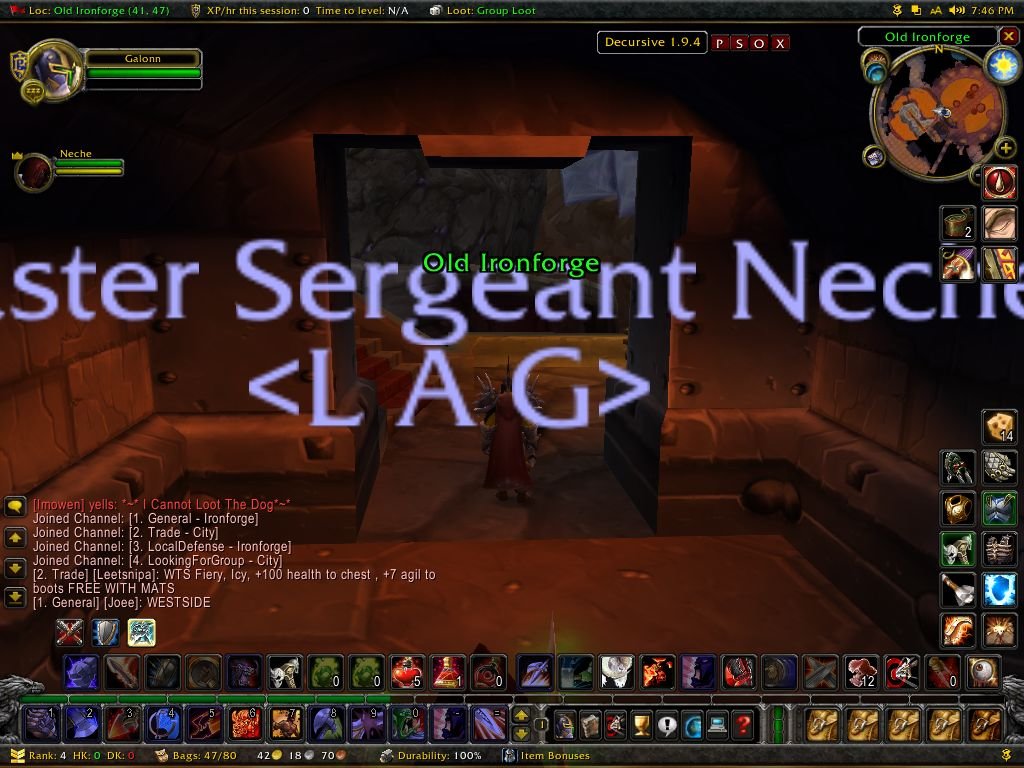 Loc: Old Ironforge (41, 47) XP/hr this session: 0 Time to level: N/A Loot: Group Loot 7:46 PM
Decursive 1.9.4 P S O X
Old Ironforge
N
Galonn
zzz
Neche
2
Old Ironforge
aster Sergeant Neche
<L A G>
14
[Imowen] yells: *~* I Cannot Loot The Dog*~*
Joined Channel: [1. General - Ironforge]
Joined Channel: [2. Trade - City]
Joined Channel: [3. LocalDefense - Ironforge]
Joined Channel: [4. LookingForGroup - City]
[2. Trade] [Leetsnipa]: WTS Fiery, Icy, +100 health to chest , +7 agil to
boots FREE WITH MATS
[1. General] [Joee]: WESTSIDE
0 0 5 1 0 12 0
1 2 3 4 5 6 7 8 9 0 - = 1
Rank: 4 HK: 0 DK: 0 Bags: 47/80 42 18 70 Durability: 100% Item Bonuses